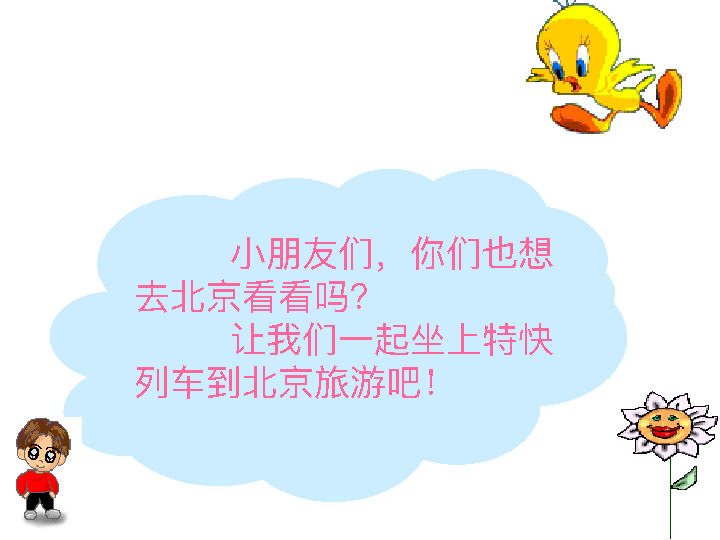 小朋友们，你们也想
去北京看看吗？
让我们一起坐上特快
列车到北京旅游吧！